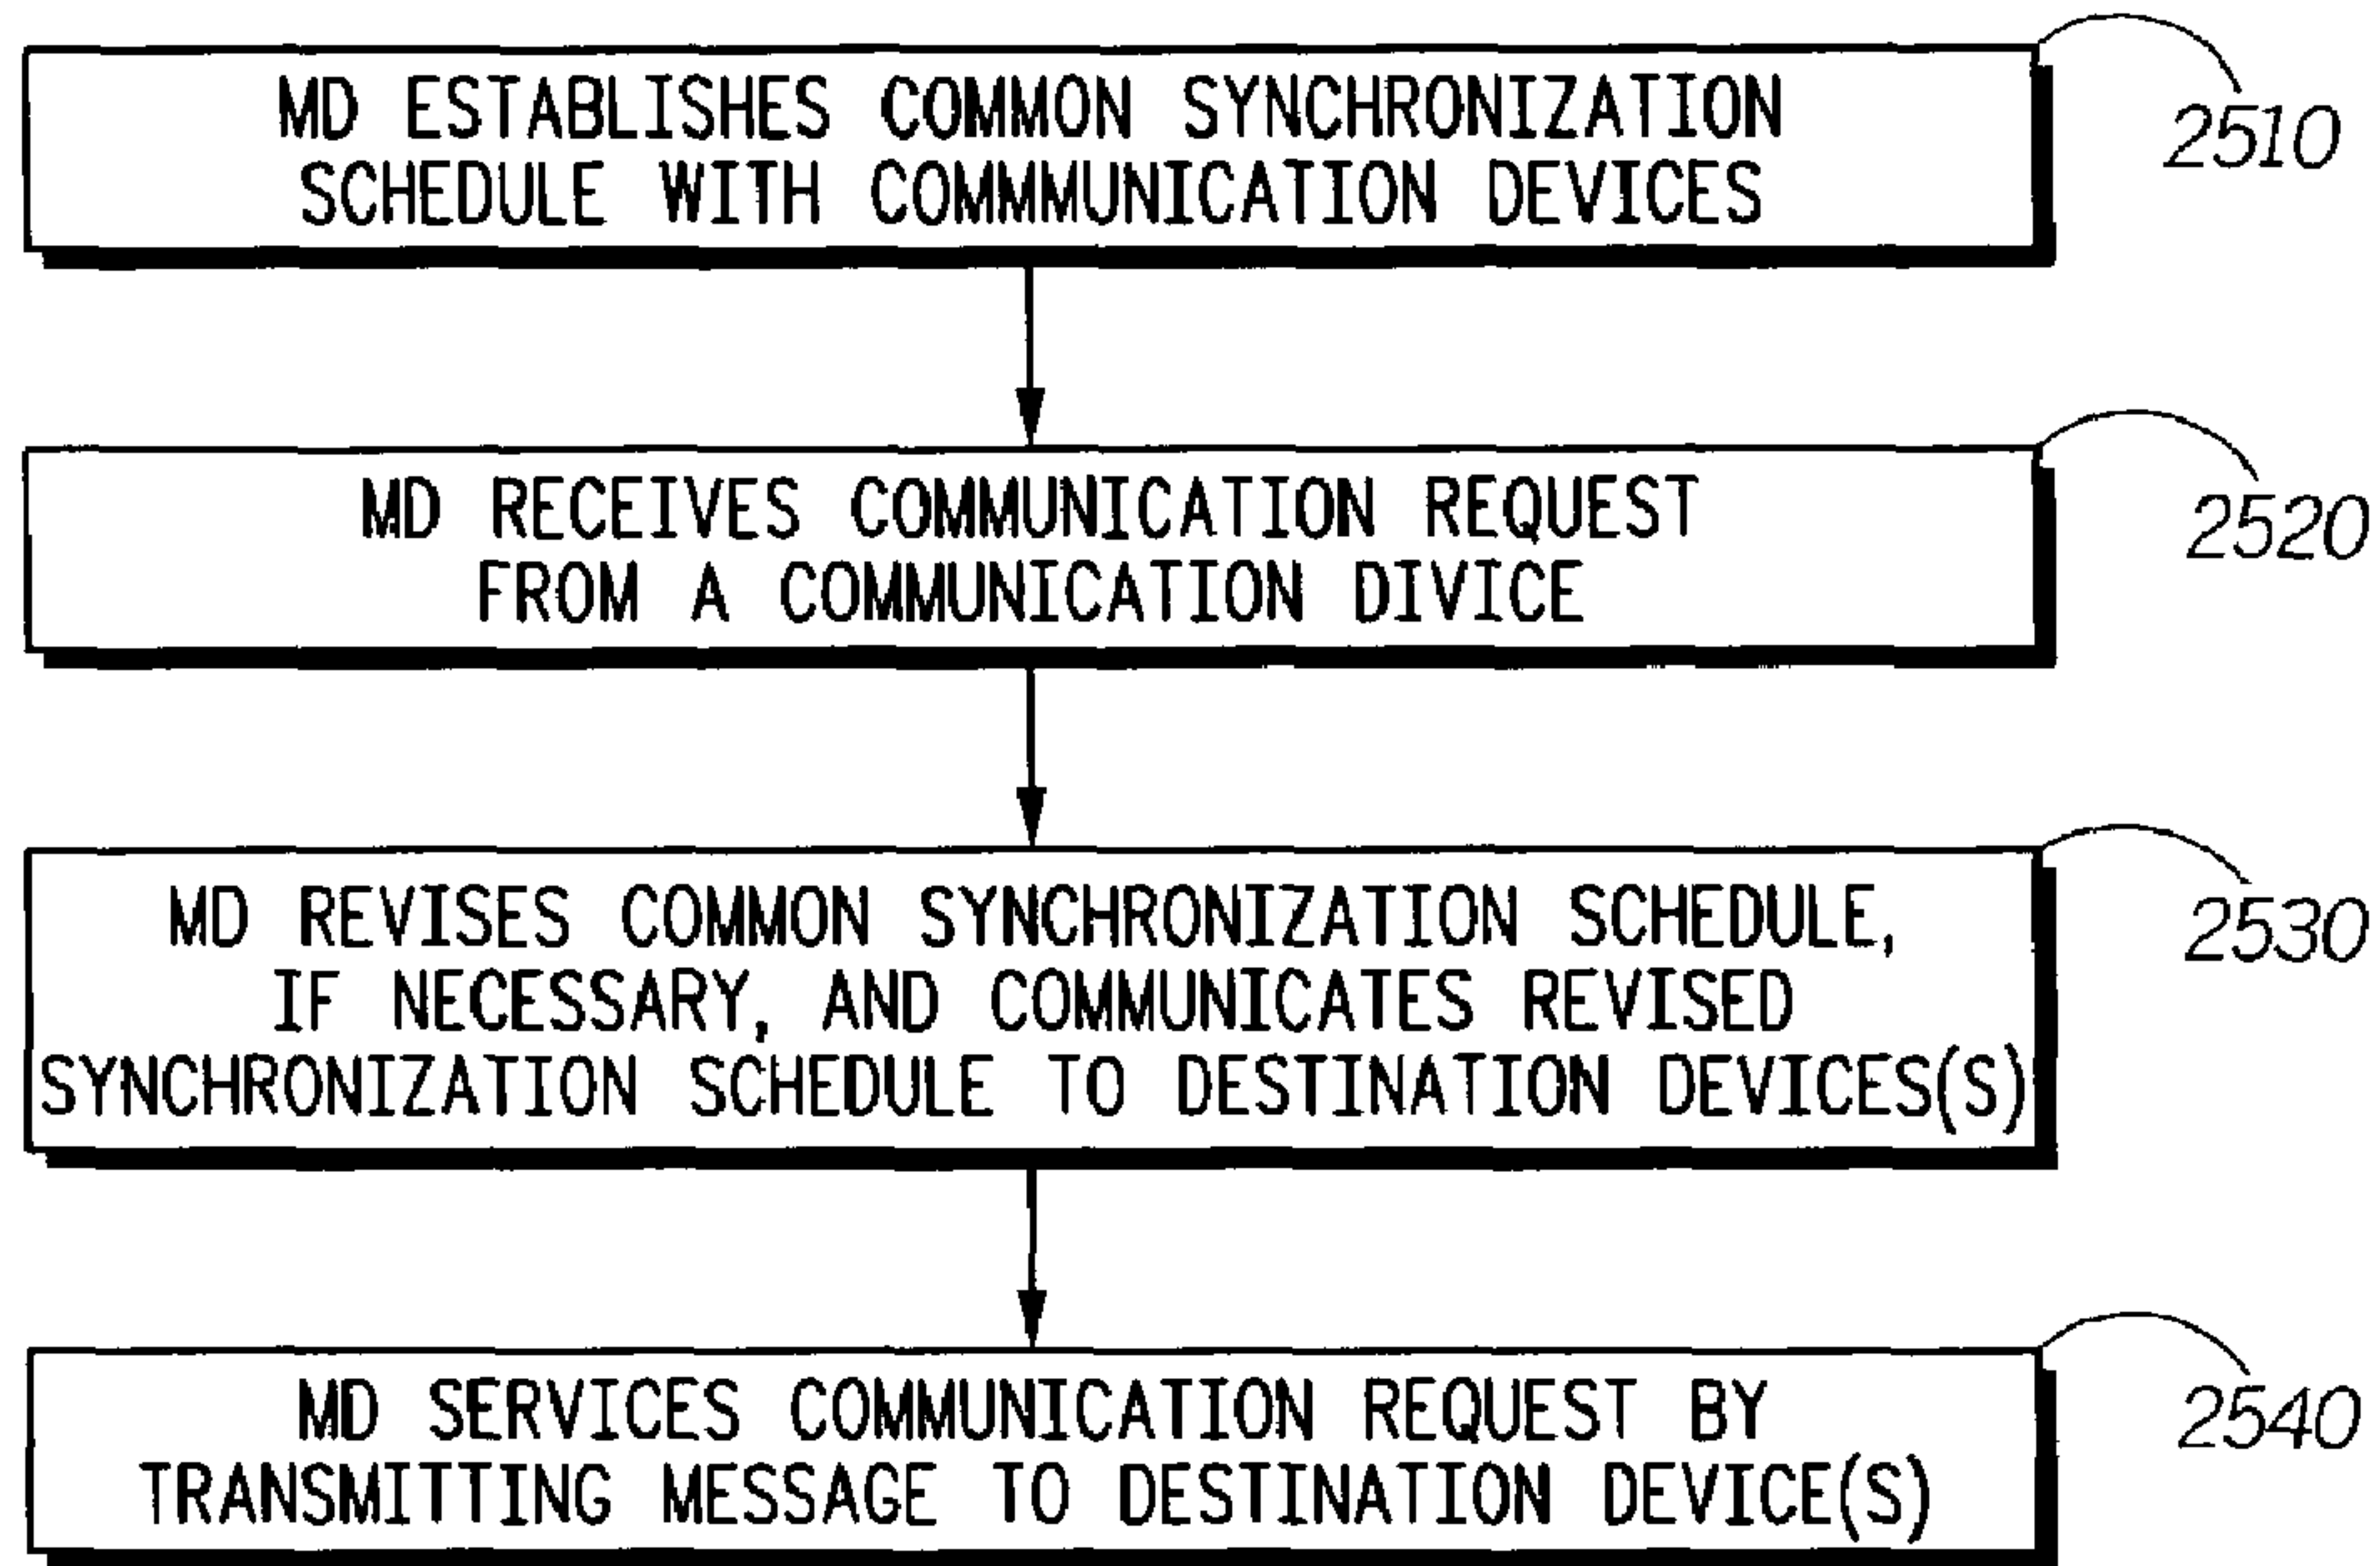 MD ESTABLISHES COMMON SYNCHRONIZATION
SCHEDULE WITH COMMMUNICATION DEVICES
2510
MD RECEIVES COMMUNICATION REQUEST
FROM A COMMUNICATION DIVICE
2520
MD REVISES COMMON SYNCHRONIZATION SCHEDULE,
IF NECESSARY, AND COMMUNICATES REVISED
SYNCHRONIZATION SCHEDULE TO DESTINATION DEVICES(S)
2530
MD SERVICES COMMUNICATION REQUEST BY
TRANSMITTING MESSAGE TO DESTINATION DEVICE(S)
2540